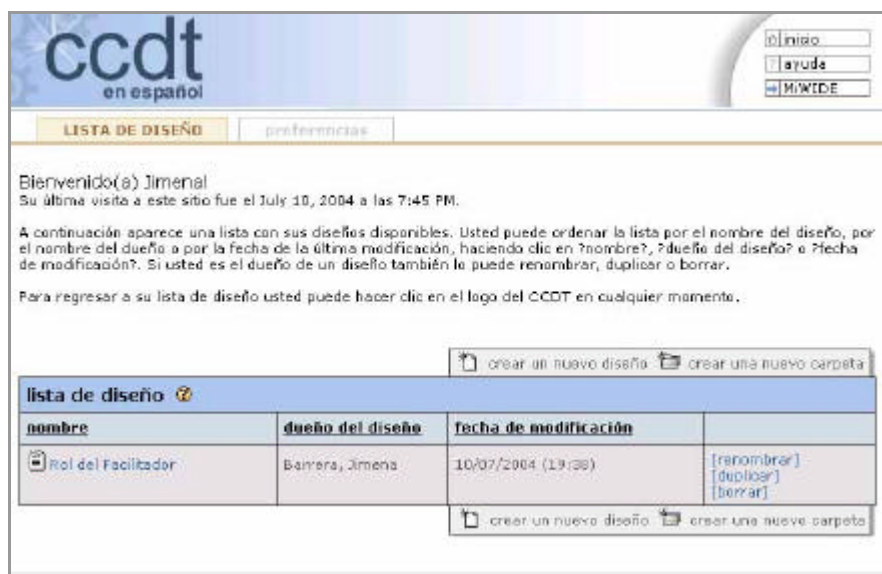 ccdt
en español
inicio
ayuda
MiWIDE
LISTA DE DISEÑO preferencias
Bienvenido(a) Jimena!
Su última visita a este sitio fue el July 10, 2004 a las 7:45 PM.
A continuación aparece una lista con sus diseños disponibles. Usted puede ordenar la lista por el nombre del diseño, por
el nombre del dueño o por la fecha de la última modificación, haciendo clic en ?nombre?, ?dueño del diseño? o ?fecha
de modificación?. Si usted es el dueño de un diseño también lo puede renombrar, duplicar o borrar.
Para regresar a su lista de diseño usted puede hacer clic en el logo del CCDT en cualquier momento.
crear un nuevo diseño crear una nuevo carpeta
lista de diseño ?
nombre dueño del diseño fecha de modificación
Rol del Facilitador Barrera, Jimena 10/07/2004 (19:38) [renombrar]
[duplicar]
[borrar]
crear un nuevo diseño crear una nuevo carpeta